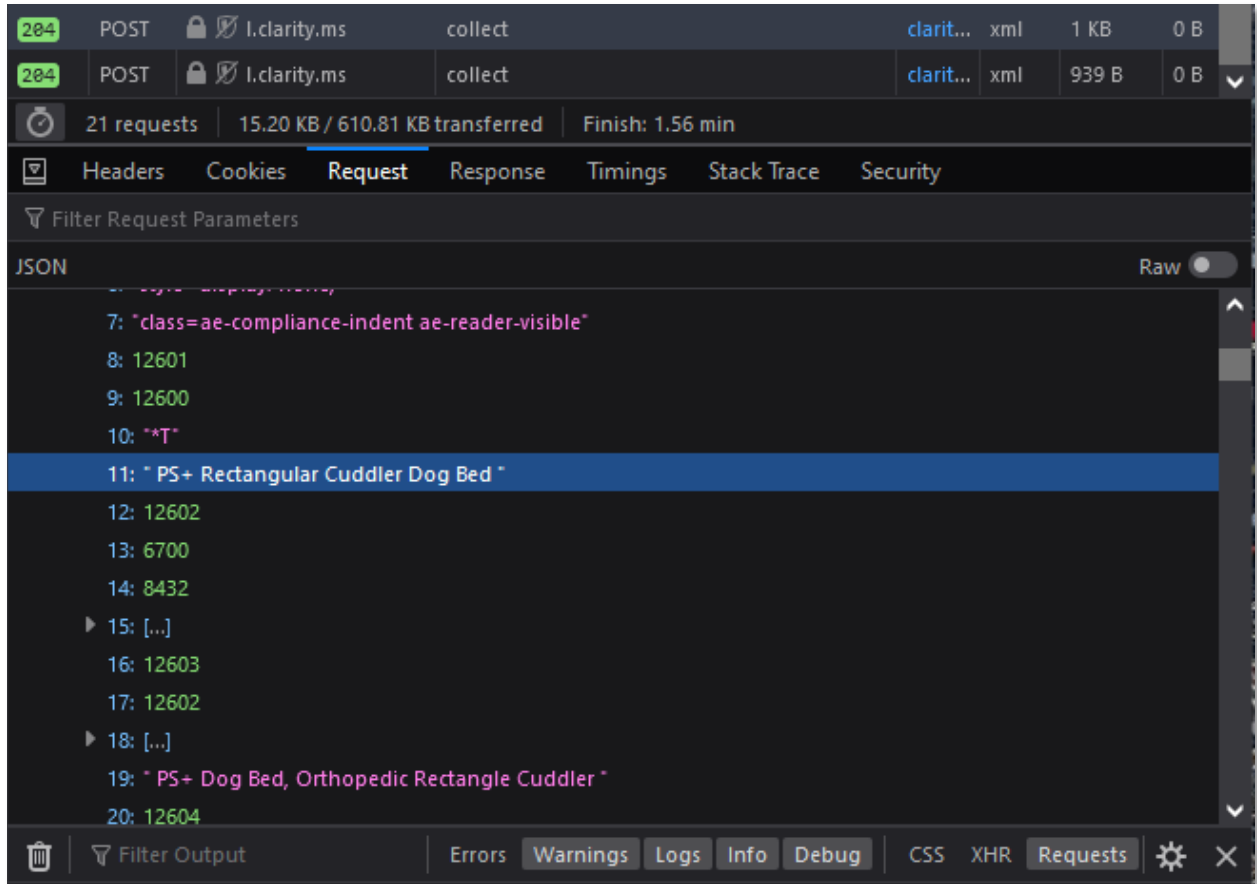 204 POST l.clarity.ms collect clarit... xml 1 KB 0 B
204 POST l.clarity.ms collect clarit... xml 939 B 0 B
21 requests 15.20 KB / 610.81 KB transferred Finish: 1.56 min
Headers Cookies Request Response Timings Stack Trace Security
Filter Request Parameters
JSON Raw
7: "class=ae-compliance-indent ae-reader-visible"
8: 12601
9: 12600
10: "*T"
11: " PS+ Rectangular Cuddler Dog Bed "
12: 12602
13: 6700
14: 8432
15: […]
16: 12603
17: 12602
18: […]
19: " PS+ Dog Bed, Orthopedic Rectangle Cuddler "
20: 12604
Filter Output Errors Warnings Logs Info Debug CSS XHR Requests